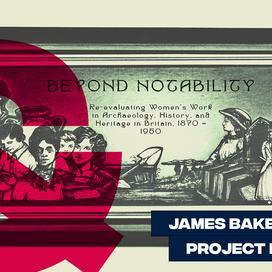 BEYOND NOTABILITY
Re-evaluating Women's Work
in Archaeology, History, and
Heritage in Britain, 1870 –
1950
JAMES BAKE
PROJECT